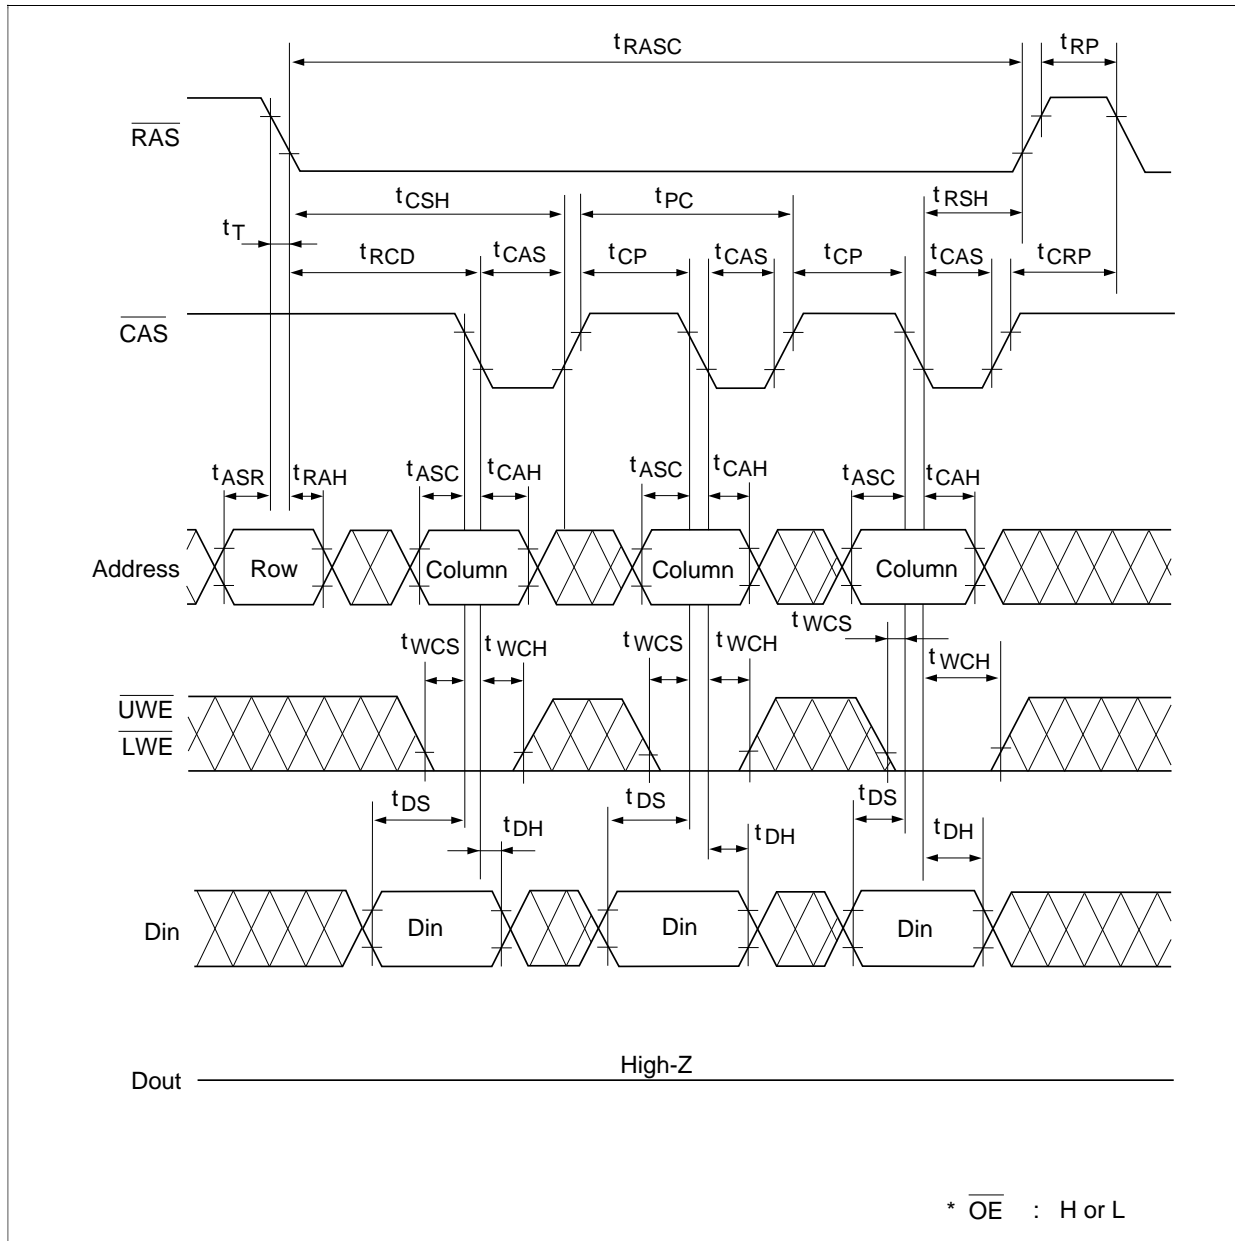 tRASC tRP
RAS
tCSH tPC tRSH
tT tRCD tCAS tCP tCAS tCP tCAS tCRP
CAS
tASR tRAH tASC tCAH tASC tCAH tASC tCAH
Address Row Column Column Column
tWCS tWCH tWCS tWCH tWCS tWCH
UWE
LWE
tDS tDH tDS tDH tDS tDH
Din Din Din Din
High-Z
Dout
* OE : H or L